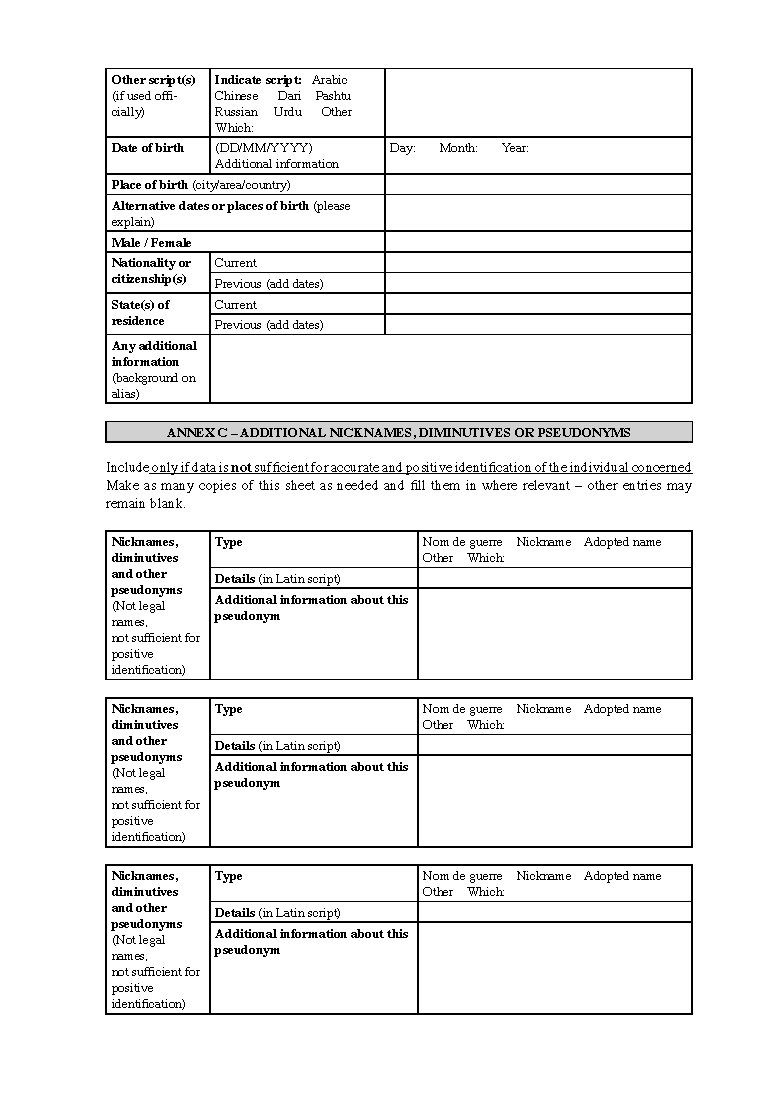 Other script(s)
(if used offi-
cially)
Indicate script: Arabic
Chinese Dari Pashtu
Russian Urdu Other
Which:
Date of birth
(DD/MM/YYYY)
Additional information
Day: Month: Year:
Place of birth (city/area/country)
Alternative dates or places of birth (please
explain)
Male / Female
Nationality or
citizenship(s)
Current
Previous (add dates)
State(s) of
residence
Current
Previous (add dates)
Any additional
information
(background on
alias)
ANNEX C – ADDITIONAL NICKNAMES, DIMINUTIVES OR PSEUDONYMS
Include only if data is not sufficient for accurate and positive identification of the individual concerned
Make as many copies of this sheet as needed and fill them in where relevant – other entries may
remain blank.
Nicknames,
diminutives
and other
pseudonyms
(Not legal
names,
not sufficient for
positive
identification)
Type
Nom de guerre Nickname Adopted name
Other Which:
Details (in Latin script)
Additional information about this
pseudonym
Nicknames,
diminutives
and other
pseudonyms
(Not legal
names,
not sufficient for
positive
identification)
Type
Nom de guerre Nickname Adopted name
Other Which:
Details (in Latin script)
Additional information about this
pseudonym
Nicknames,
diminutives
and other
pseudonyms
(Not legal
names,
not sufficient for
positive
identification)
Type
Nom de guerre Nickname Adopted name
Other Which:
Details (in Latin script)
Additional information about this
pseudonym